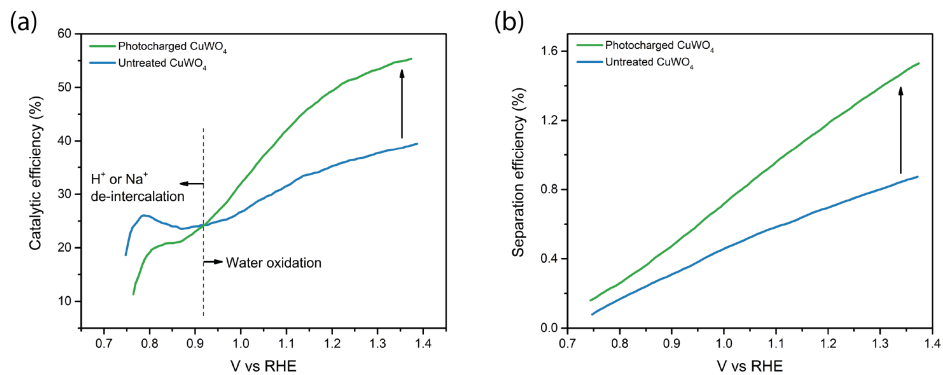 (a)
Catalytic efficiency (%)
60
50
40
30
20
10
Photocharged CuWO₄
Untreated CuWO₄
H⁺ or Na⁺
de-intercalation
Water oxidation
0.7 0.8 0.9 1.0 1.1 1.2 1.3 1.4
V vs RHE
(b)
Separation efficiency (%)
1.6
1.2
0.8
0.4
0.0
Photocharged CuWO₄
Untreated CuWO₄
0.7 0.8 0.9 1.0 1.1 1.2 1.3 1.4
V vs RHE